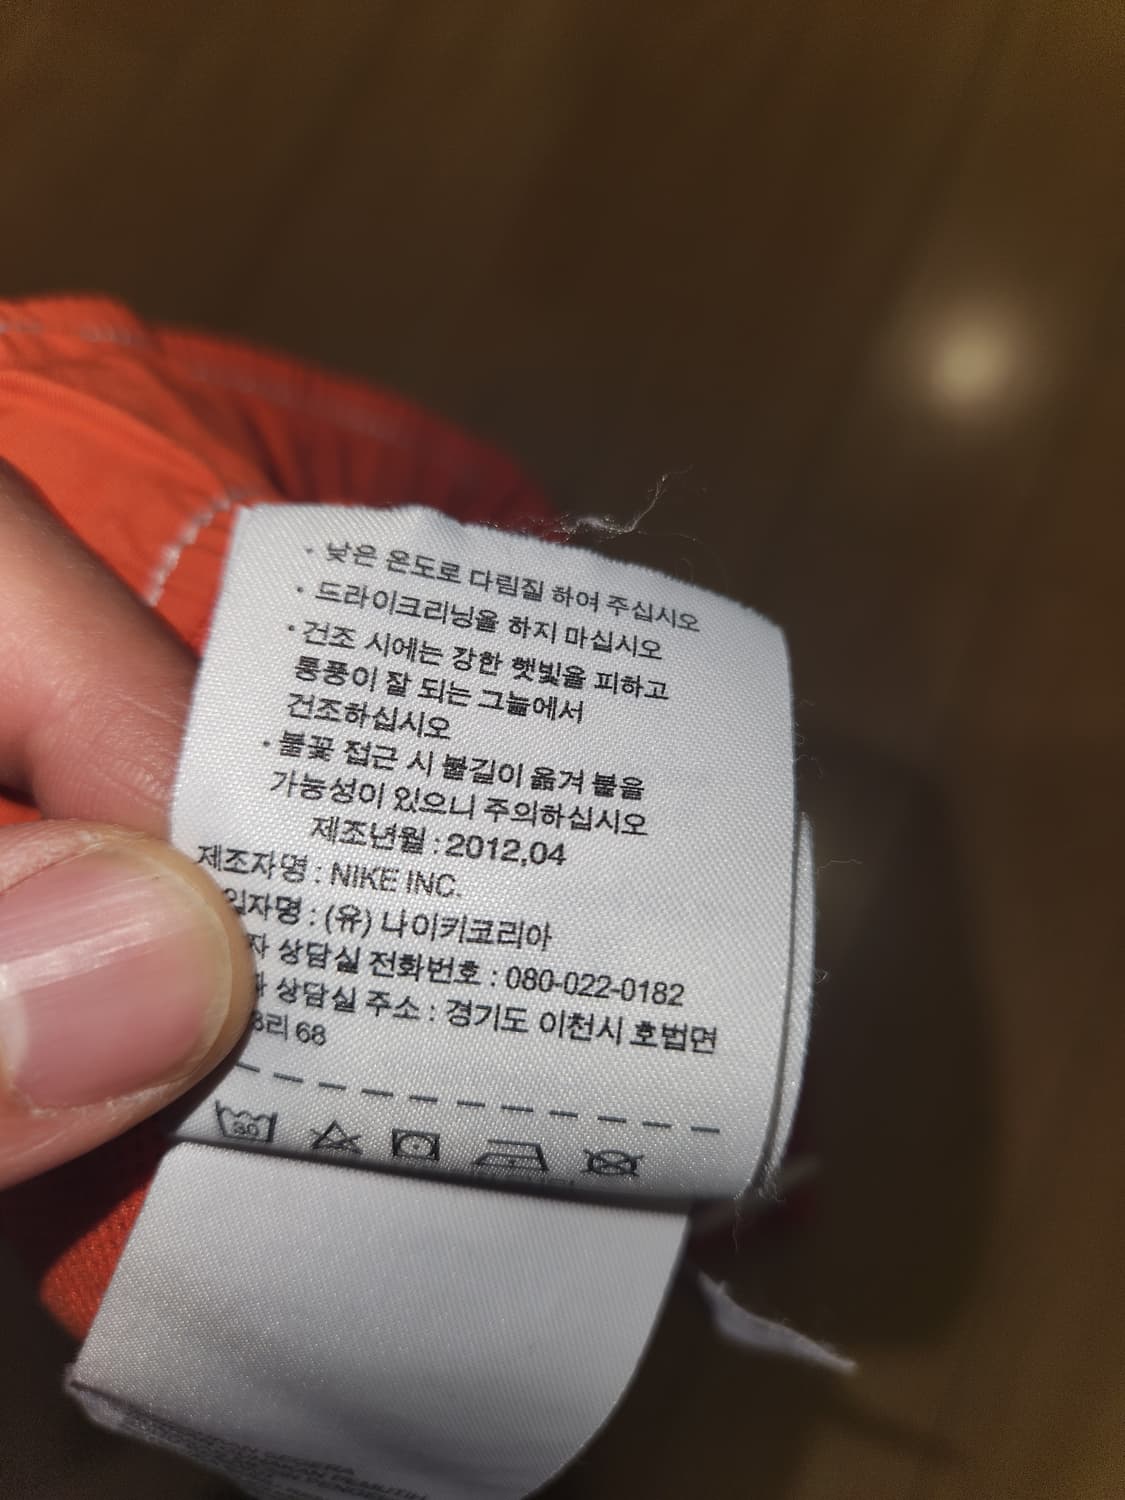 · 낮은 온도로 다림질 하여 주십시오
· 드라이크리닝을 하지 마십시오
· 건조 시에는 강한 햇빛을 피하고
통풍이 잘 되는 그늘에서
건조하십시오
· 불꽃 접근 시 불길이 옮겨 붙을
가능성이 있으니 주의하십시오
제조년월 : 2012,04
제조자명 : NIKE INC.
입자명 : (유) 나이키코리아
자 상담실 전화번호 : 080-022-0182
상담실 주소 : 경기도 이천시 호법면
리 68
30